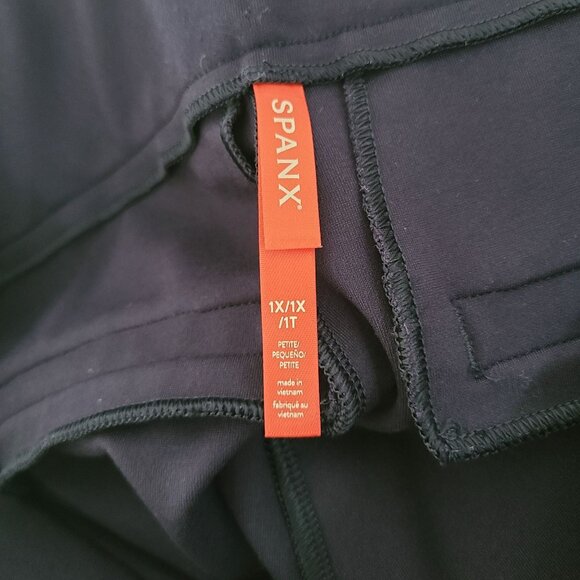 SPANX®
1X/1X
/1T
PETITE/
PEQUEÑO/
PETITE
made in
vietnam
fabriqué au
vietnam